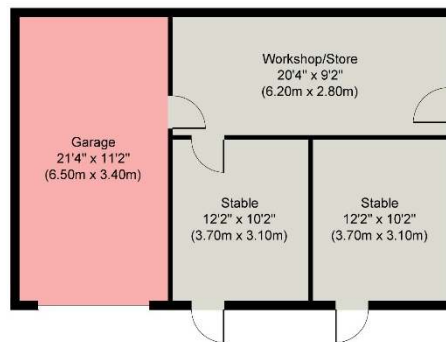 Workshop/Store
20'4" x 9'2"
(6.20m x 2.80m)
Garage
21'4" x 11'2"
(6.50m x 3.40m)
Stable
12'2" x 10'2"
(3.70m x 3.10m)
Stable
12'2" x 10'2"
(3.70m x 3.10m)